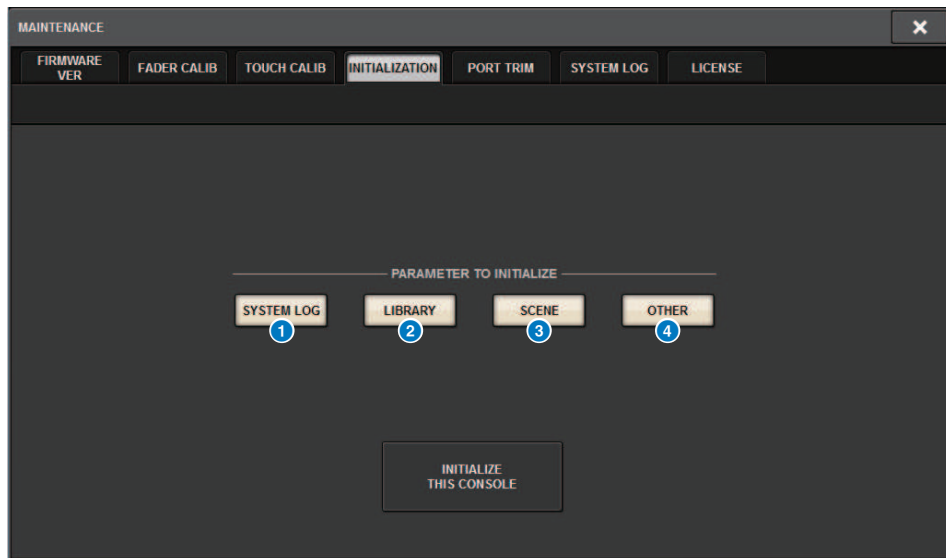 MAINTENANCE
FIRMWARE
VER
FADER CALIB
TOUCH CALIB
INITIALIZATION
PORT TRIM
SYSTEM LOG
LICENSE
PARAMETER TO INITIALIZE
SYSTEM LOG
LIBRARY
SCENE
OTHER
1
2
3
4
INITIALIZE
THIS CONSOLE